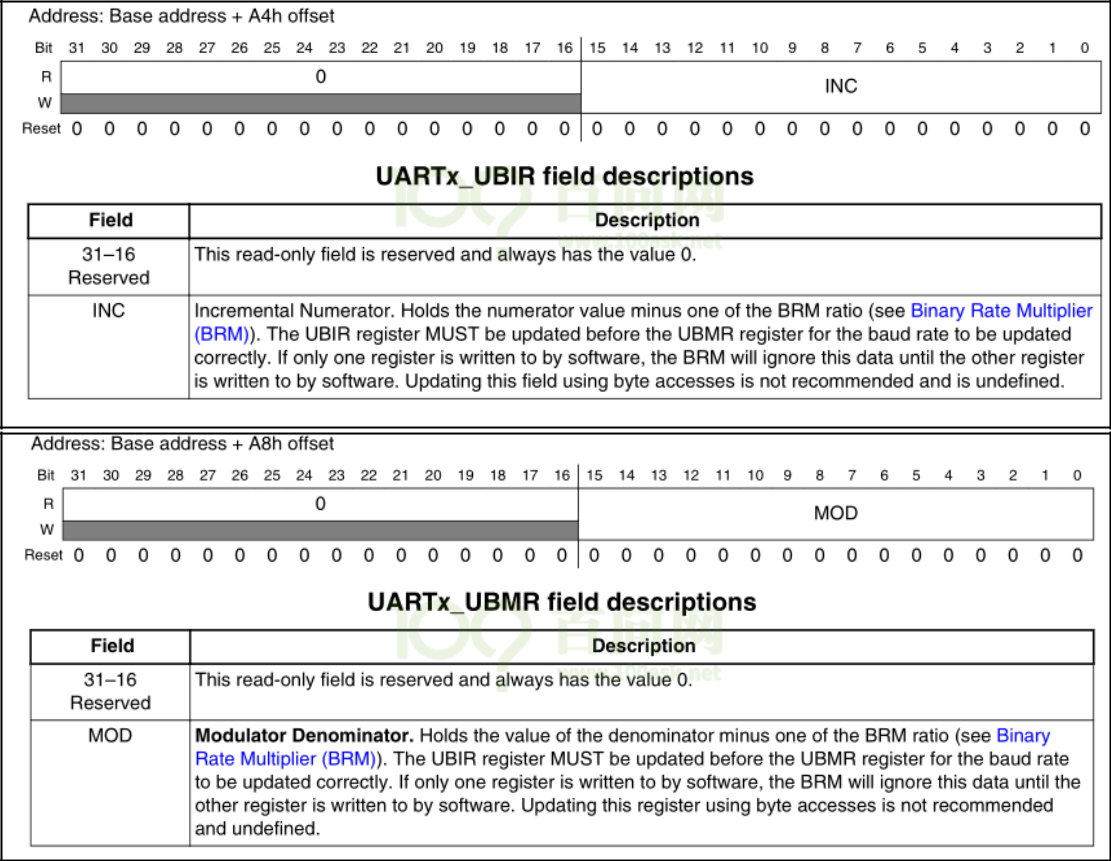 Address: Base address + A4h offset
Bit 31 30 29 28 27 26 25 24 23 22 21 20 19 18 17 16 15 14 13 12 11 10 9 8 7 6 5 4 3 2 1 0
R 0 INC
W
Reset 0 0 0 0 0 0 0 0 0 0 0 0 0 0 0 0 0 0 0 0 0 0 0 0 0 0 0 0 0 0 0 0
UARTx_UBIR field descriptions
百问网
www.100ask.net
Field Description
31–16 This read-only field is reserved and always has the value 0.
Reserved
INC Incremental Numerator. Holds the numerator value minus one of the BRM ratio (see Binary Rate Multiplier
(BRM)). The UBIR register MUST be updated before the UBMR register for the baud rate to be updated
correctly. If only one register is written to by software, the BRM will ignore this data until the other register
is written to by software. Updating this field using byte accesses is not recommended and is undefined.
Address: Base address + A8h offset
Bit 31 30 29 28 27 26 25 24 23 22 21 20 19 18 17 16 15 14 13 12 11 10 9 8 7 6 5 4 3 2 1 0
R 0 MOD
W
Reset 0 0 0 0 0 0 0 0 0 0 0 0 0 0 0 0 0 0 0 0 0 0 0 0 0 0 0 0 0 0 0 0
UARTx_UBMR field descriptions
百问网
www.100ask.net
Field Description
31–16 This read-only field is reserved and always has the value 0.
Reserved
MOD Modulator Denominator. Holds the value of the denominator minus one of the BRM ratio (see Binary
Rate Multiplier (BRM)). The UBIR register MUST be updated before the UBMR register for the baud rate
to be updated correctly. If only one register is written to by software, the BRM will ignore this data until the
other register is written to by software. Updating this register using byte accesses is not recommended
and undefined.